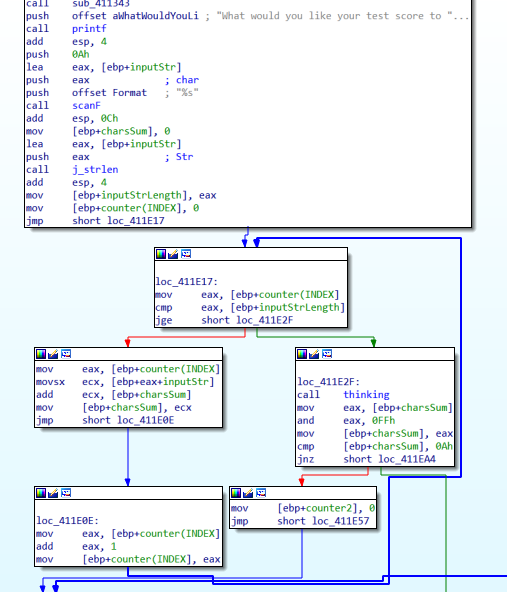 call sub_411343
push offset aWhatWouldYouLi ; "What would you like your test score to "...
call printf
add esp, 4
push 0Ah
lea eax, [ebp+inputStr]
push eax ; char
push offset Format ; "%s"
call scanF
add esp, 0Ch
mov [ebp+charsSum], 0
lea eax, [ebp+inputStr]
push eax ; Str
call j_strlen
add esp, 4
mov [ebp+inputStrLength], eax
mov [ebp+counter(INDEX], 0
jmp short loc_411E17
loc_411E17:
mov eax, [ebp+counter(INDEX]
cmp eax, [ebp+inputStrLength]
jge short loc_411E2F
mov eax, [ebp+counter(INDEX]
movsx ecx, [ebp+eax+inputStr]
add ecx, [ebp+charsSum]
mov [ebp+charsSum], ecx
jmp short loc_411E0E
loc_411E2F:
call thinking
mov eax, [ebp+charsSum]
and eax, 0FFh
mov [ebp+charsSum], eax
cmp [ebp+charsSum], 0Ah
jnz short loc_411EA4
loc_411E0E:
mov eax, [ebp+counter(INDEX]
add eax, 1
mov [ebp+counter(INDEX], eax
mov [ebp+counter2], 0
jmp short loc_411E57